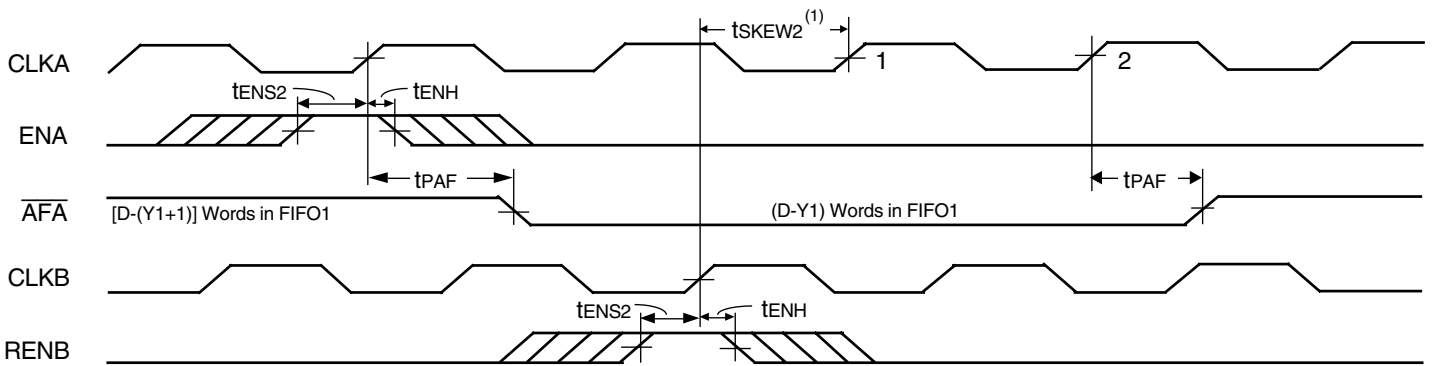 tSKEW2 (1)
CLKA 1 2
tENS2 tENH
ENA
tPAF tPAF
AFA [D-(Y1+1)] Words in FIFO1 (D-Y1) Words in FIFO1
CLKB
tENS2 tENH
RENB